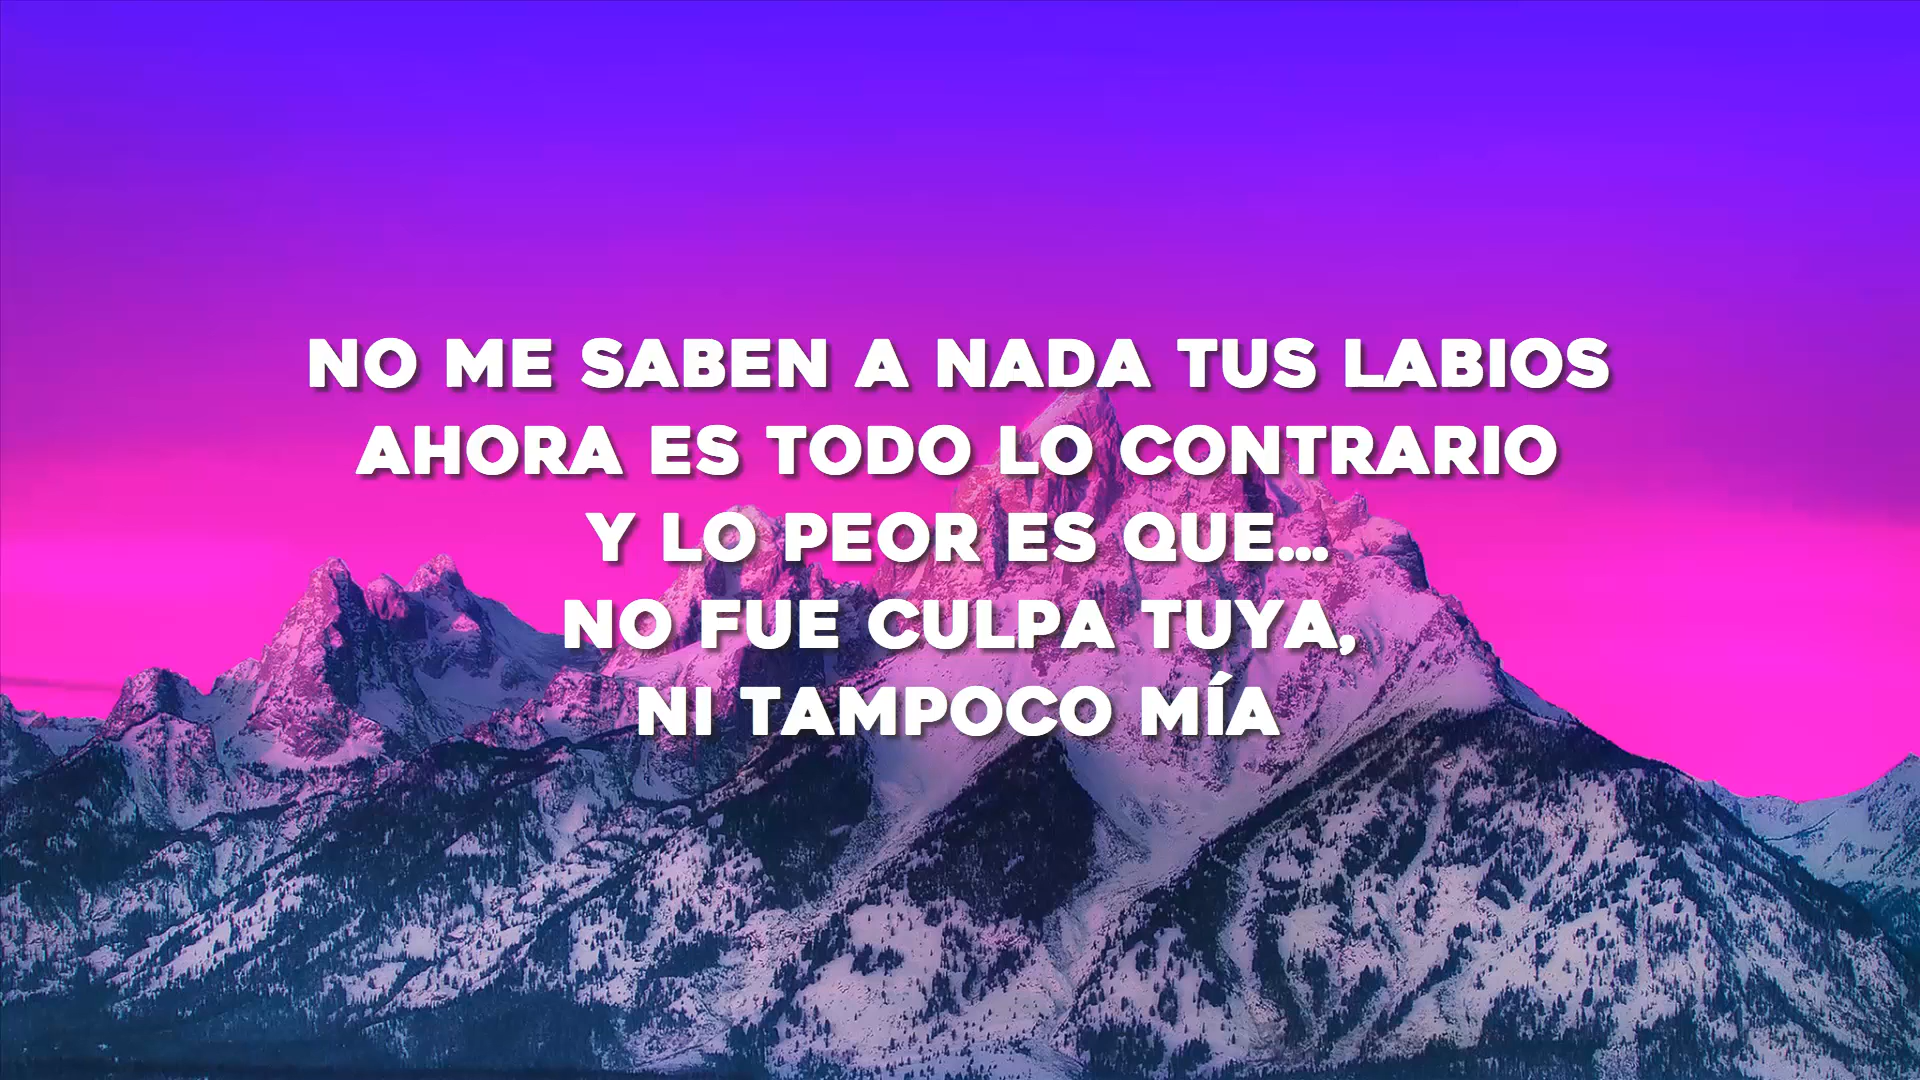 NO ME SABEN A NADA TUS LABIOS
AHORA ES TODO LO CONTRARIO
Y LO PEOR ES QUE...
NO FUE CULPA TUYA,
NI TAMPOCO MÍA